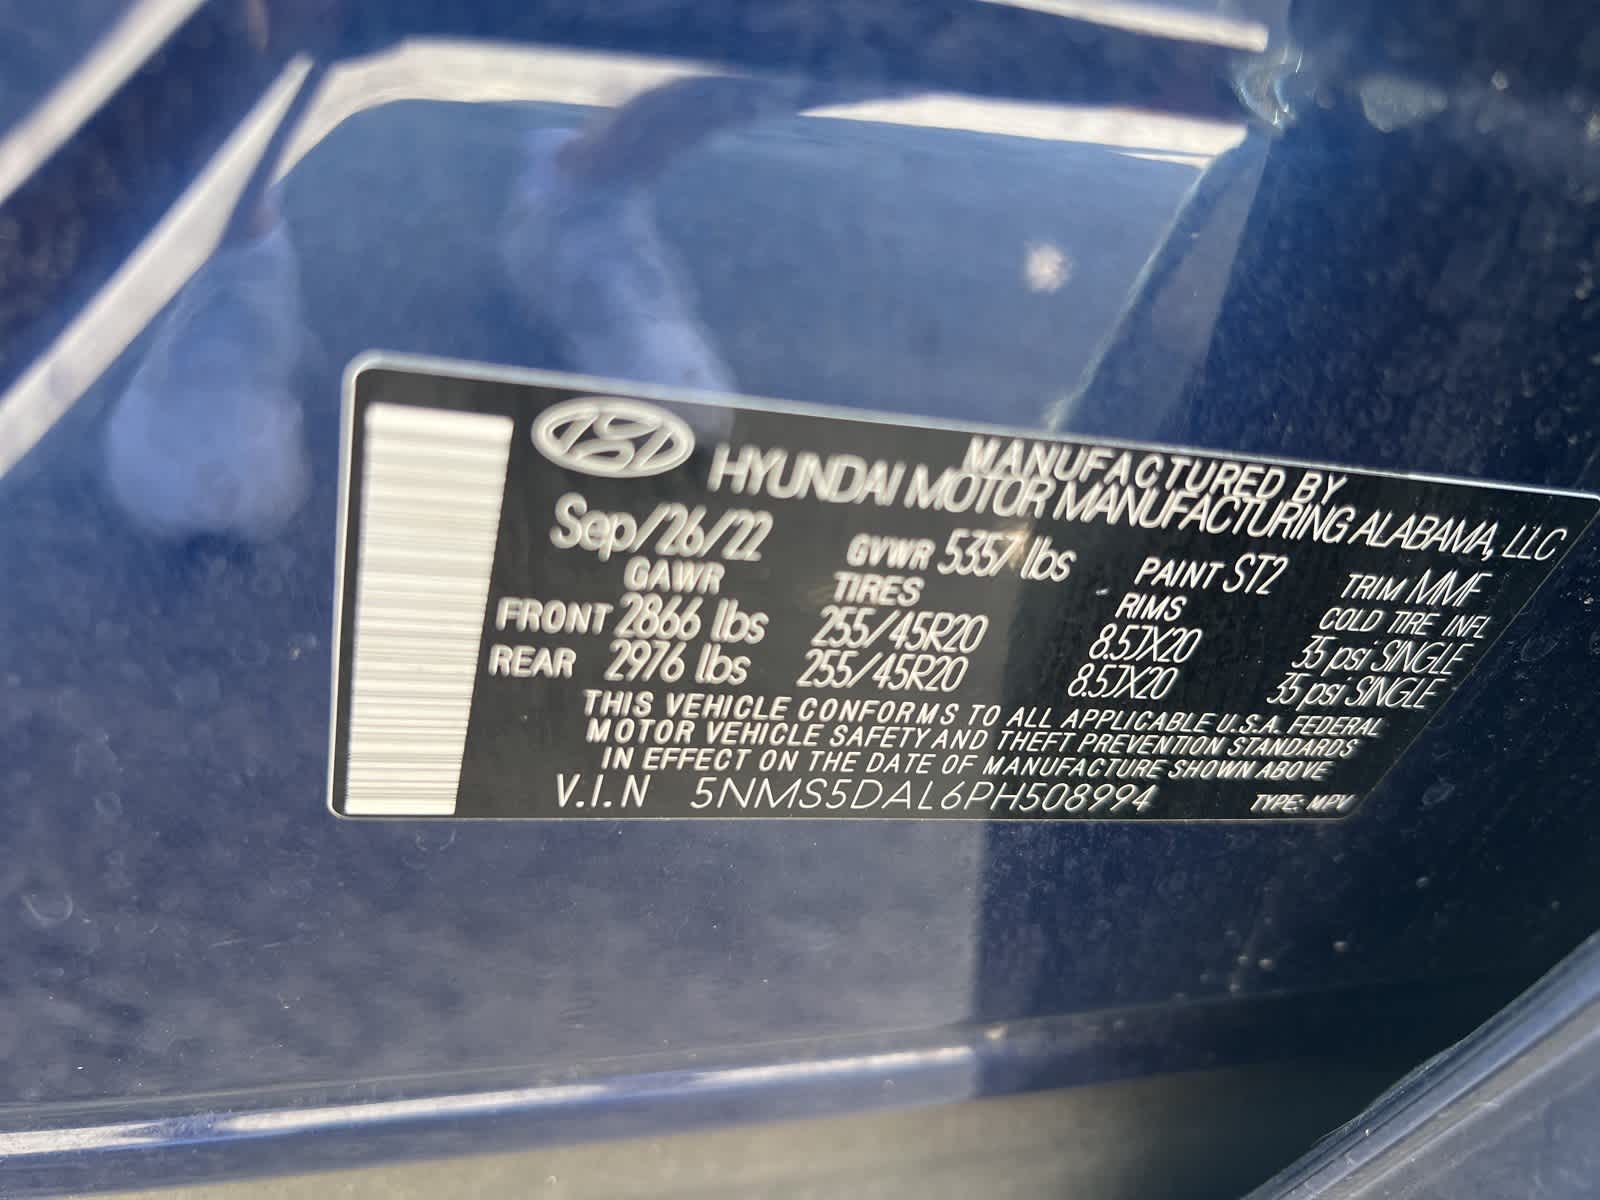 MANUFACTURED BY
HYUNDAI MOTOR MANUFACTURING ALABAMA, LLC
Sep/26/22 GVWR 5357 lbs PAINT ST2 TRIM MMF
GAWR TIRES RIMS COLD TIRE INFL
FRONT 2866 lbs 255/45R20 8.5JX20 35 psi SINGLE
REAR 2976 lbs 255/45R20 8.5JX20 35 psi SINGLE
THIS VEHICLE CONFORMS TO ALL APPLICABLE U.S.A. FEDERAL
MOTOR VEHICLE SAFETY AND THEFT PREVENTION STANDARDS
IN EFFECT ON THE DATE OF MANUFACTURE SHOWN ABOVE
V.I.N 5NMS5DAL6PH508994 TYPE: MPV